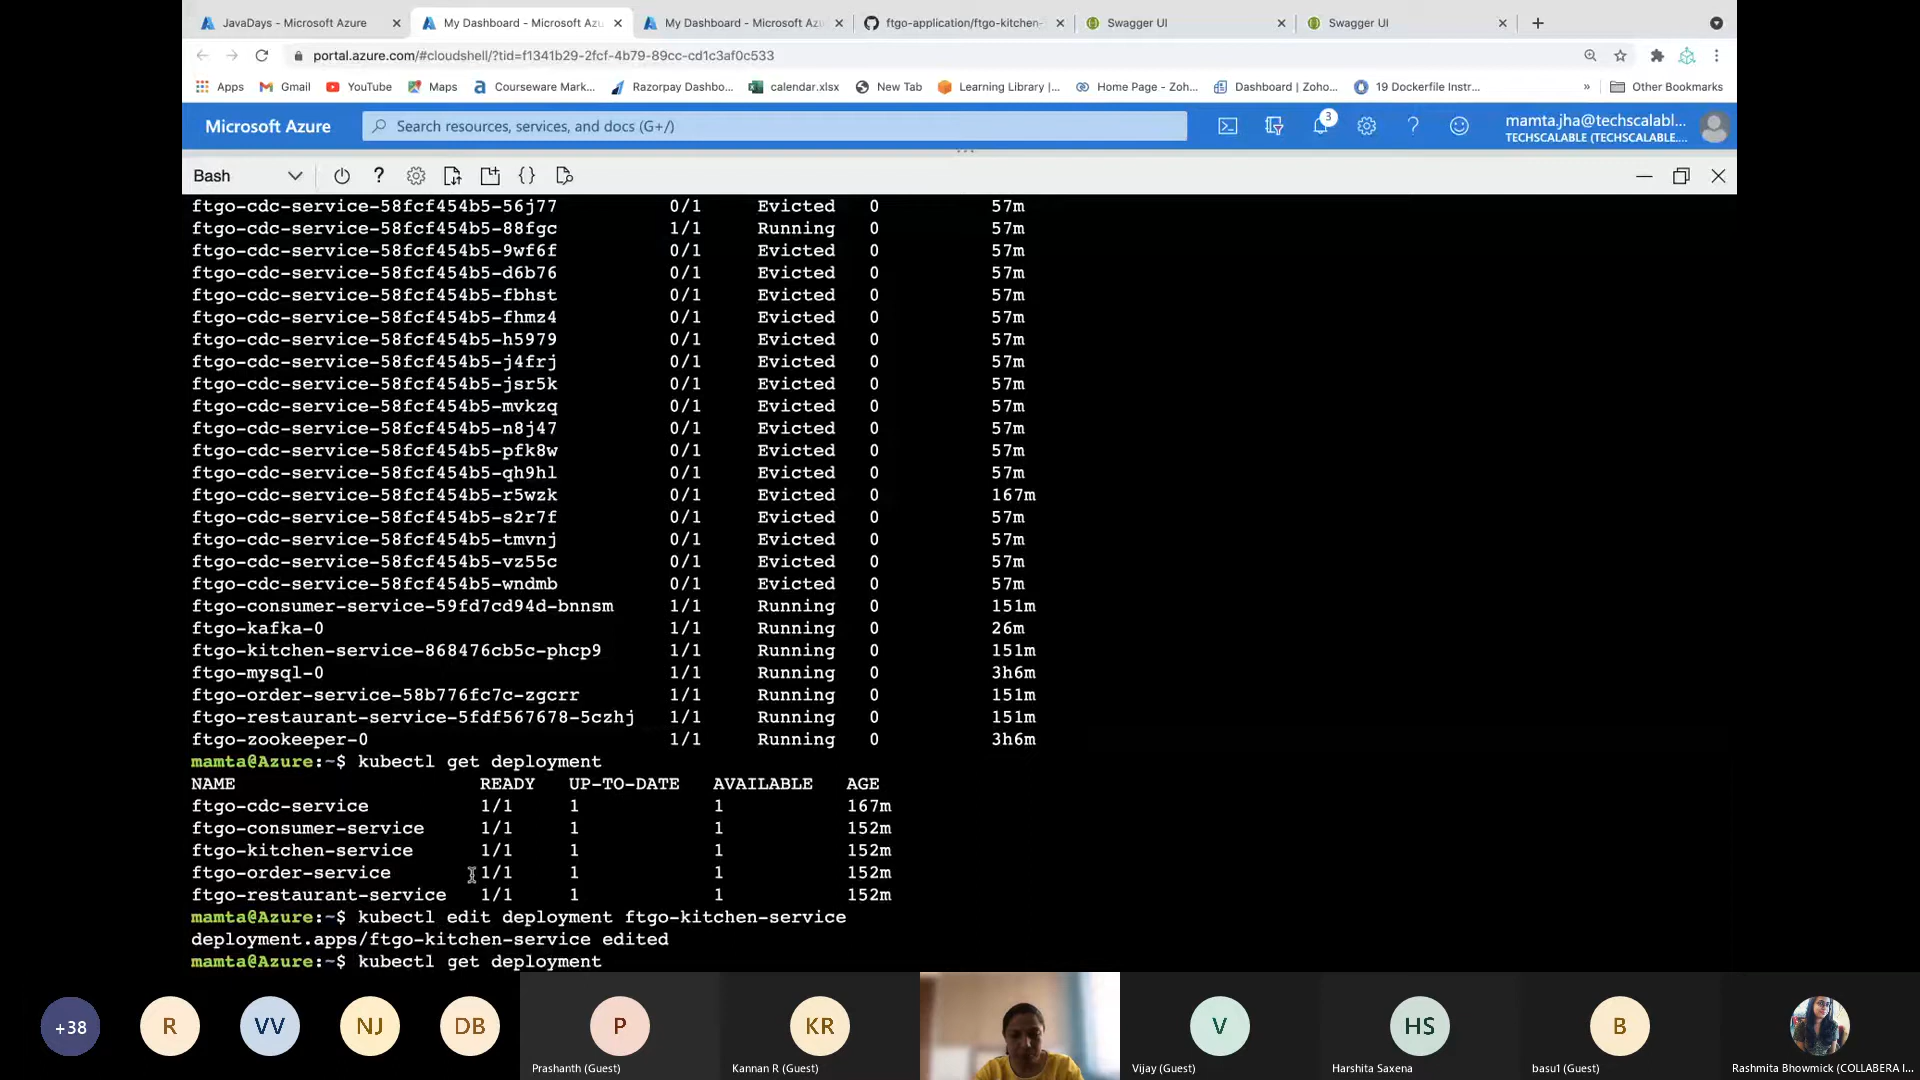 JavaDays - Microsoft Azure
My Dashboard - Microsoft Azu
My Dashboard - Microsoft Azu
ftgo-application/ftgo-kitchen-
Swagger UI
Swagger UI
portal.azure.com/#cloudshell/?tid=f1341b29-2fcf-4b79-89cc-cd1c3af0c533
Apps Gmail YouTube Maps Courseware Mark... Razorpay Dashbo... calendar.xlsx New Tab Learning Library |... Home Page - Zoh... Dashboard | Zoho... 19 Dockerfile Instr... » Other Bookmarks
Microsoft Azure
Search resources, services, and docs (G+/)
3
mamta.jha@techscalabl...
TECHSCALABLE (TECHSCALABLE....
Bash
ftgo-cdc-service-58fcf454b5-56j77 0/1 Evicted 0 57m
ftgo-cdc-service-58fcf454b5-88fgc 1/1 Running 0 57m
ftgo-cdc-service-58fcf454b5-9wf6f 0/1 Evicted 0 57m
ftgo-cdc-service-58fcf454b5-d6b76 0/1 Evicted 0 57m
ftgo-cdc-service-58fcf454b5-fbhst 0/1 Evicted 0 57m
ftgo-cdc-service-58fcf454b5-fhmz4 0/1 Evicted 0 57m
ftgo-cdc-service-58fcf454b5-h5979 0/1 Evicted 0 57m
ftgo-cdc-service-58fcf454b5-j4frj 0/1 Evicted 0 57m
ftgo-cdc-service-58fcf454b5-jsr5k 0/1 Evicted 0 57m
ftgo-cdc-service-58fcf454b5-mvkzq 0/1 Evicted 0 57m
ftgo-cdc-service-58fcf454b5-n8j47 0/1 Evicted 0 57m
ftgo-cdc-service-58fcf454b5-pfk8w 0/1 Evicted 0 57m
ftgo-cdc-service-58fcf454b5-qh9hl 0/1 Evicted 0 57m
ftgo-cdc-service-58fcf454b5-r5wzk 0/1 Evicted 0 167m
ftgo-cdc-service-58fcf454b5-s2r7f 0/1 Evicted 0 57m
ftgo-cdc-service-58fcf454b5-tmvnj 0/1 Evicted 0 57m
ftgo-cdc-service-58fcf454b5-vz55c 0/1 Evicted 0 57m
ftgo-cdc-service-58fcf454b5-wndmb 0/1 Evicted 0 57m
ftgo-consumer-service-59fd7cd94d-bnnsm 1/1 Running 0 151m
ftgo-kafka-0 1/1 Running 0 26m
ftgo-kitchen-service-868476cb5c-phcp9 1/1 Running 0 151m
ftgo-mysql-0 1/1 Running 0 3h6m
ftgo-order-service-58b776fc7c-zgcrr 1/1 Running 0 151m
ftgo-restaurant-service-5fdf567678-5czhj 1/1 Running 0 151m
ftgo-zookeeper-0 1/1 Running 0 3h6m
mamta@Azure:~$ kubectl get deployment
NAME READY UP-TO-DATE AVAILABLE AGE
ftgo-cdc-service 1/1 1 1 167m
ftgo-consumer-service 1/1 1 1 152m
ftgo-kitchen-service 1/1 1 1 152m
ftgo-order-service 1/1 1 1 152m
ftgo-restaurant-service 1/1 1 1 152m
mamta@Azure:~$ kubectl edit deployment ftgo-kitchen-service
deployment.apps/ftgo-kitchen-service edited
mamta@Azure:~$ kubectl get deployment
+38 R VV NJ DB P KR V HS B
Prashanth (Guest) Kannan R (Guest) Vijay (Guest) Harshita Saxena basu1 (Guest) Rashmita Bhowmick (COLLABERA I...